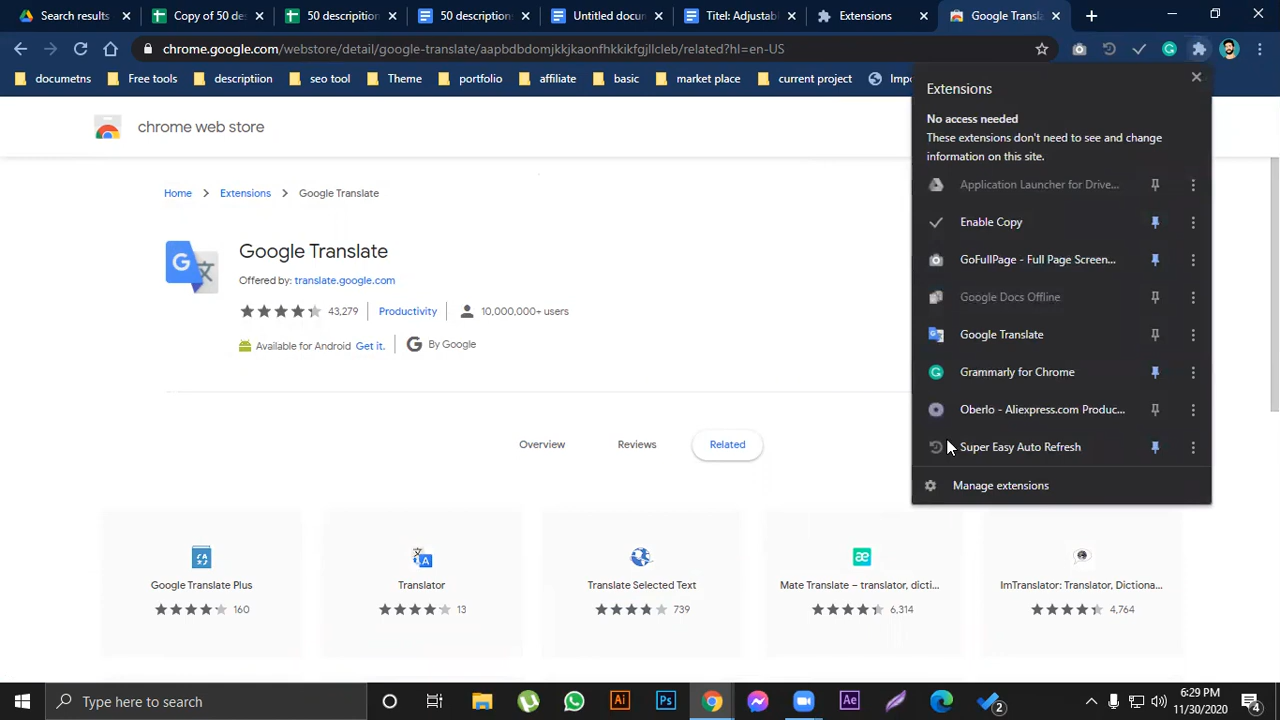 Search results
Copy of 50 des
50 descriptiion
50 descriptions
Untitled docum
Titel: Adjustab
Extensions
Google Transla
chrome.google.com/webstore/detail/google-translate/aapbdbdomjkkjkaonfhkkikfgjllcleb/related?hl=en-US
documetns
Free tools
description
seo tool
Theme
portfolio
affiliate
basic
market place
current project
Impo
chrome web store
Home
Extensions
Google Translate
Google Translate
Offered by: translate.google.com
43,279
Productivity
10,000,000+ users
Available for Android Get it.
By Google
Overview
Reviews
Related
Google Translate Plus
160
Translator
13
Translate Selected Text
739
Mate Translate – translator, dicti...
6,314
ImTranslator: Translator, Dictiona...
4,764
Extensions
No access needed
These extensions don't need to see and change
information on this site.
Application Launcher for Drive...
Enable Copy
GoFullPage - Full Page Screen...
Google Docs Offline
Google Translate
Grammarly for Chrome
Oberlo - Aliexpress.com Produc...
Super Easy Auto Refresh
Manage extensions
Type here to search
2
6:29 PM
11/30/2020
4